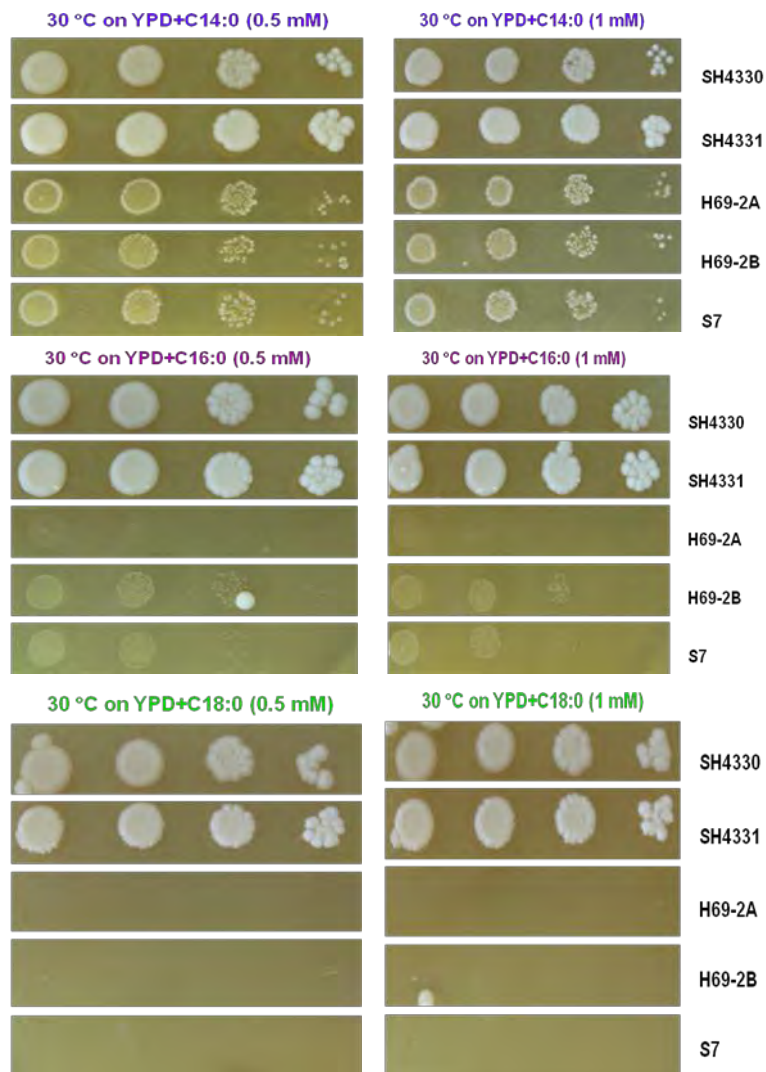 30 °C on YPD+C14:0 (0.5 mM) 30 °C on YPD+C14:0 (1 mM)
SH4330
SH4331
H69-2A
H69-2B
S7
30 °C on YPD+C16:0 (0.5 mM) 30 °C on YPD+C16:0 (1 mM)
SH4330
SH4331
H69-2A
H69-2B
S7
30 °C on YPD+C18:0 (0.5 mM) 30 °C on YPD+C18:0 (1 mM)
SH4330
SH4331
H69-2A
H69-2B
S7